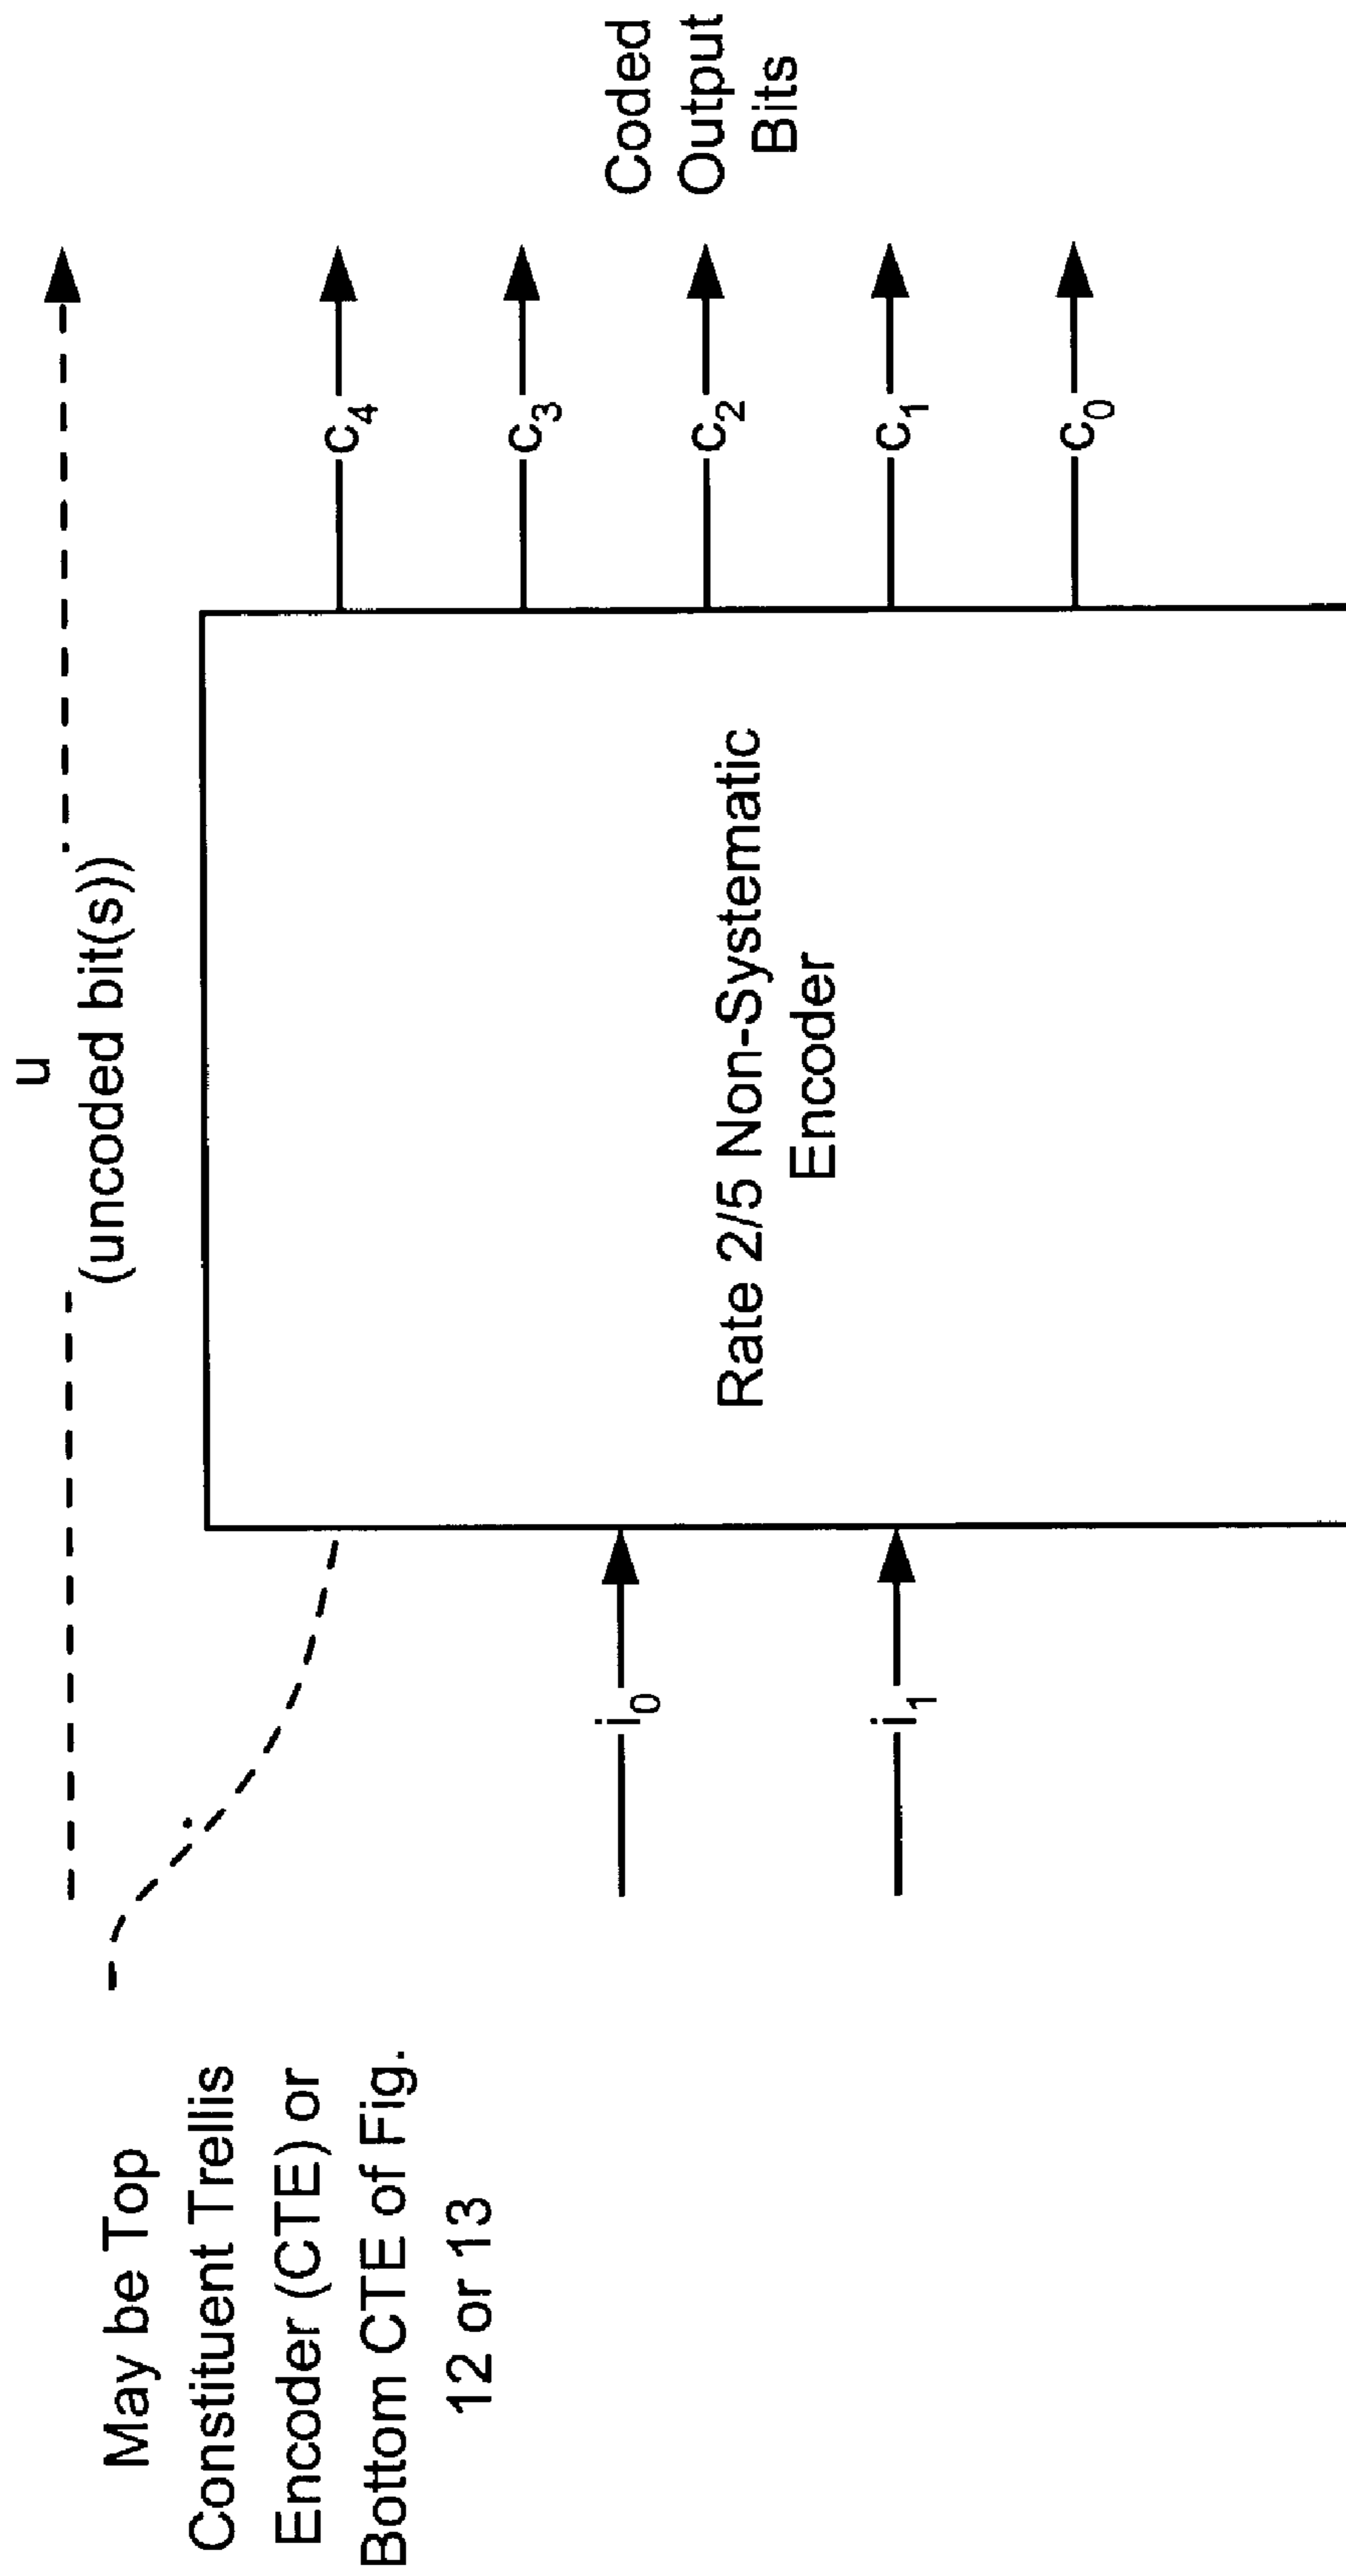 u
(uncoded bit(s))
May be Top
Constituent Trellis
Encoder (CTE) or
Bottom CTE of Fig.
12 or 13
i0
i1
Rate 2/5 Non-Systematic
Encoder
c4
c3
c2
c1
c0
Coded
Output
Bits